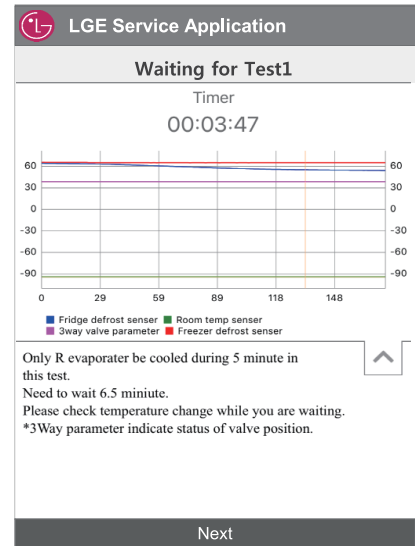 LG LGE Service Application
Waiting for Test1
Timer
00:03:47
60 60
30 30
0 0
-30 -30
-60 -60
-90 -90
0 29 59 89 118 148
Fridge defrost senser Room temp senser
3way valve parameter Freezer defrost senser
Only R evaporater be cooled during 5 minute in
this test.
Need to wait 6.5 miniute.
Please check temperature change while you are waiting.
*3Way parameter indicate status of valve position.
Next